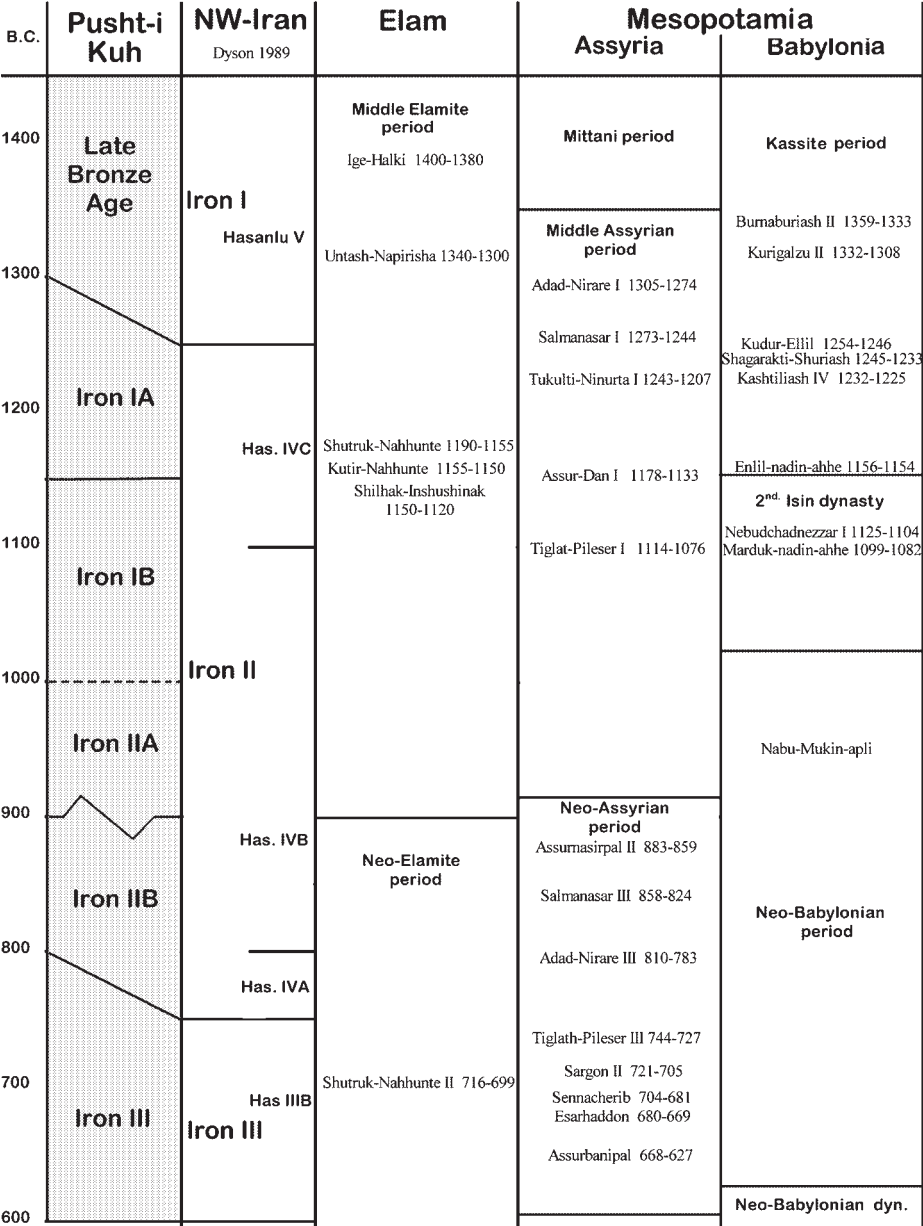 B.C.
Pusht-i
Kuh
NW-Iran
Dyson 1989
Elam
Mesopotamia
Assyria
Babylonia
1400
1300
1200
1100
1000
900
800
700
600
Late
Bronze
Age
Iron IA
Iron IB
Iron IIA
Iron IIB
Iron III
Iron I
Hasanlu V
Has. IVC
Iron II
Has. IVB
Has. IVA
Has IIIB
Iron III
Middle Elamite
period
Ige-Halki 1400-1380
Untash-Napirisha 1340-1300
Shutruk-Nahhunte 1190-1155
Kutir-Nahhunte 1155-1150
Shilhak-Inshushinak
1150-1120
Neo-Elamite
period
Shutruk-Nahhunte II 716-699
Mittani period
Middle Assyrian
period
Adad-Nirare I 1305-1274
Salmanasar I 1273-1244
Tukulti-Ninurta I 1243-1207
Assur-Dan I 1178-1133
Tiglat-Pileser I 1114-1076
Neo-Assyrian
period
Assurnasirpal II 883-859
Salmanasar III 858-824
Adad-Nirare III 810-783
Tiglath-Pileser III 744-727
Sargon II 721-705
Sennacherib 704-681
Esarhaddon 680-669
Assurbanipal 668-627
Kassite period
Burnaburiash II 1359-1333
Kurigalzu II 1332-1308
Kudur-Ellil 1254-1246
Shagarakti-Shuriash 1245-1233
Kashtiliash IV 1232-1225
Enlil-nadin-ahhe 1156-1154
2nd. Isin dynasty
Nebudchadnezzar I 1125-1104
Marduk-nadin-ahhe 1099-1082
Nabu-Mukin-apli
Neo-Babylonian
period
Neo-Babylonian dyn.